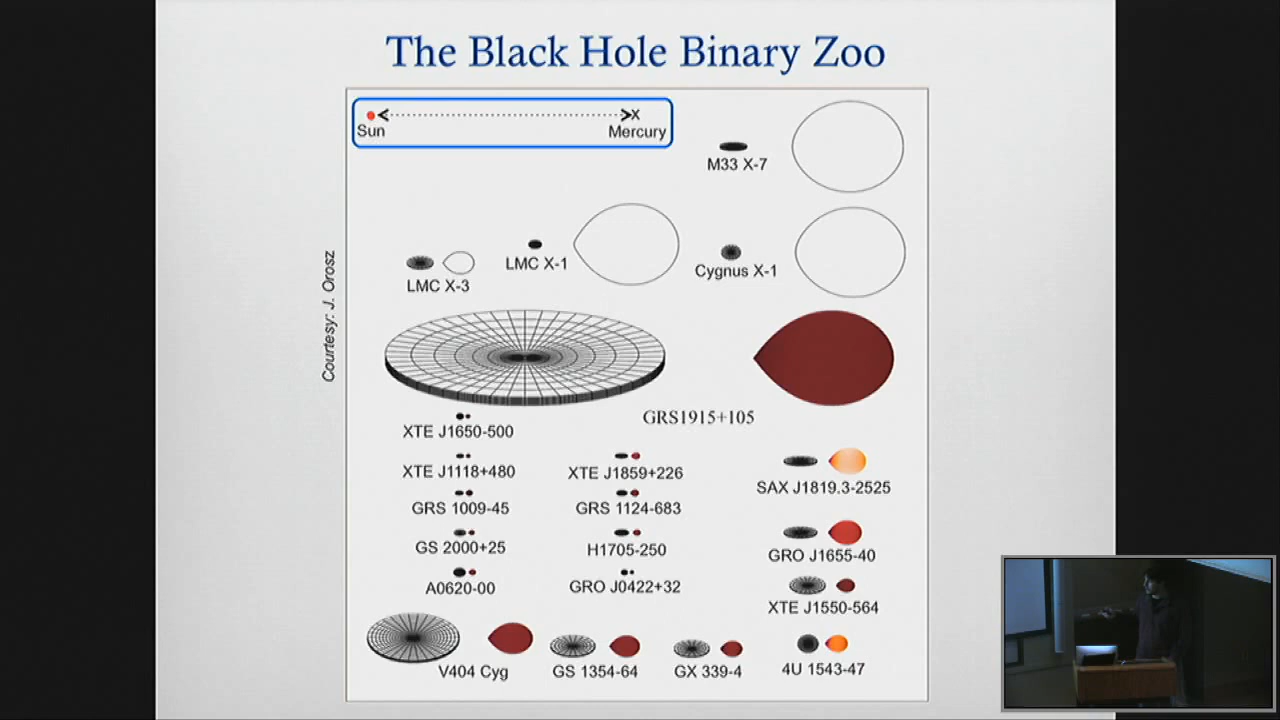 The Black Hole Binary Zoo
Sun
X
Mercury
M33 X-7
LMC X-3
LMC X-1
Cygnus X-1
Courtesy: J. Orosz
GRS1915+105
XTE J1650-500
XTE J1118+480
XTE J1859+226
SAX J1819.3-2525
GRS 1009-45
GRS 1124-683
GS 2000+25
H1705-250
GRO J1655-40
A0620-00
GRO J0422+32
XTE J1550-564
V404 Cyg
GS 1354-64
GX 339-4
4U 1543-47